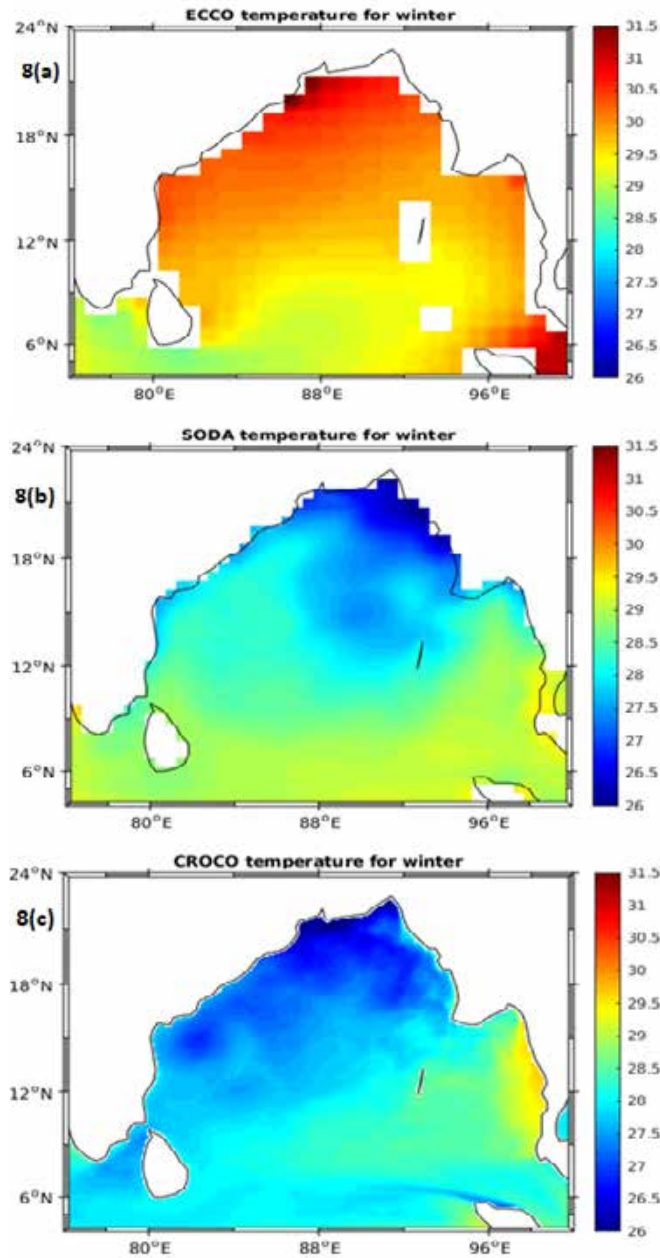 ECCO temperature for winter
8(a)
24°N
18°N
12°N
6°N
80°E 88°E 96°E
31.5
31
30.5
30
29.5
29
28.5
28
27.5
27
26.5
26
SODA temperature for winter
8(b)
24°N
18°N
12°N
6°N
80°E 88°E 96°E
31.5
31
30.5
30
29.5
29
28.5
28
27.5
27
26.5
26
CROCO temperature for winter
8(c)
24°N
18°N
12°N
6°N
80°E 88°E 96°E
31.5
31
30.5
30
29.5
29
28.5
28
27.5
27
26.5
26